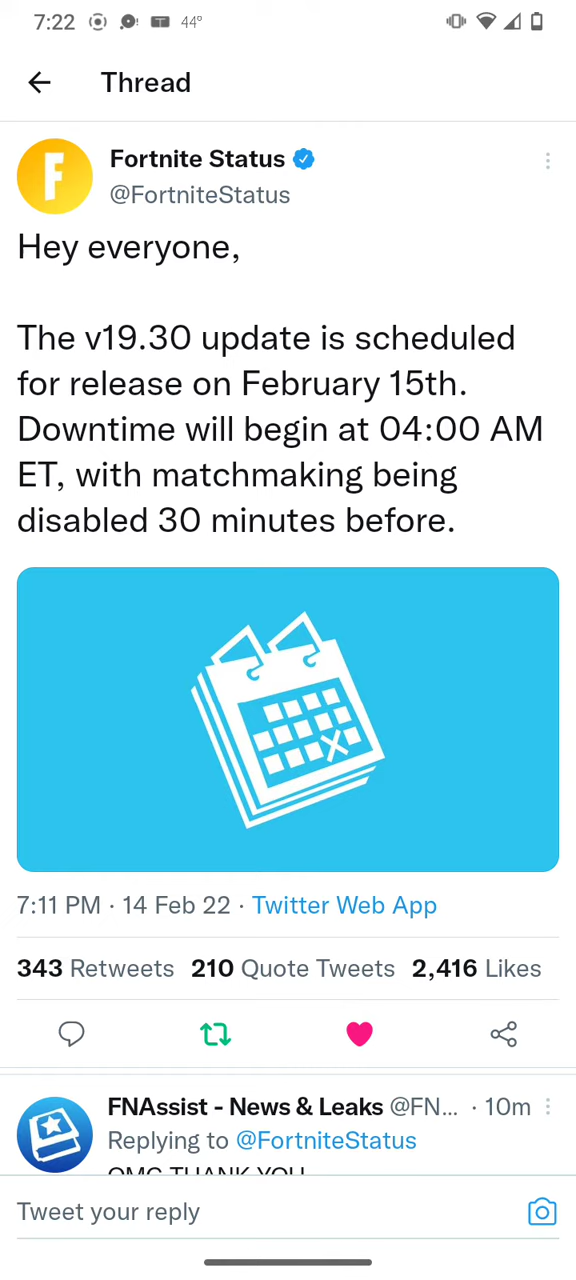 7:22 44°
Thread
Fortnite Status
@FortniteStatus
Hey everyone,
The v19.30 update is scheduled
for release on February 15th.
Downtime will begin at 04:00 AM
ET, with matchmaking being
disabled 30 minutes before.
7:11 PM · 14 Feb 22 · Twitter Web App
343 Retweets 210 Quote Tweets 2,416 Likes
FNAssist - News & Leaks @FN... · 10m
Replying to @FortniteStatus
OMG THANK YOU
Tweet your reply